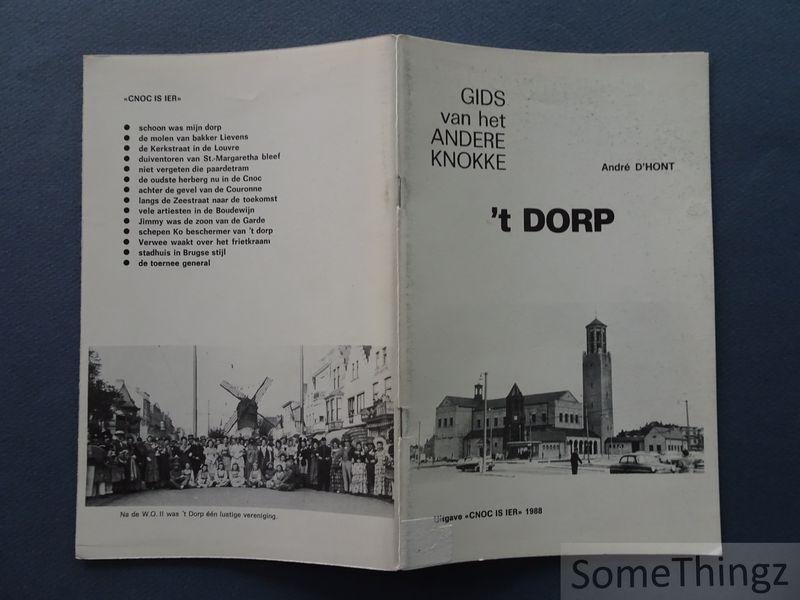 «CNOC IS IER»
● schoon was mijn dorp
● de molen van bakker Lievens
● de Kerkstraat in de Louvre
● duiventoren van St.-Margaretha bleef
● niet vergeten die paardetram
● de oudste herberg nu in de Cnoc
● achter de gevel van de Couronne
● langs de Zeestraat naar de toekomst
● vele artiesten in de Boudewijn
● Jimmy was de zoon van de Garde
● schepen Ko beschermer van 't dorp
● Verwee waakt over het frietkraam
● stadhuis in Brugse stijl
● de toernee general
Na de W.O. II was 't Dorp één lustige vereniging.
GIDS
van het
ANDERE
KNOKKE
André D'HONT
't DORP
Uitgave «CNOC IS IER» 1988
SomeThingz